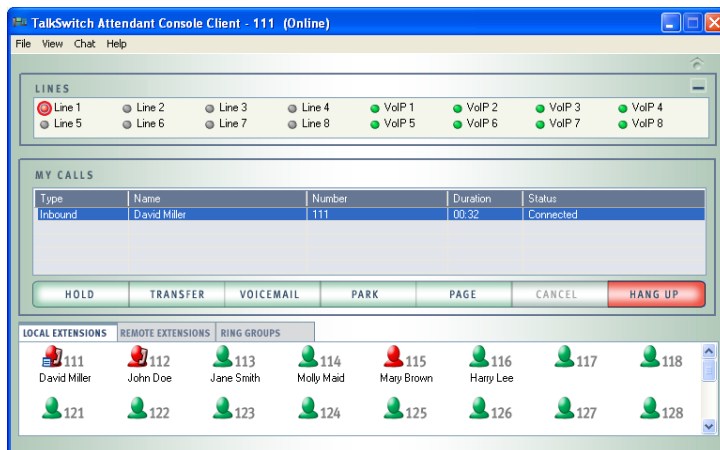 TalkSwitch Attendant Console Client - 111 (Online)
File View Chat Help
LINES
Line 1 Line 2 Line 3 Line 4 VoIP 1 VoIP 2 VoIP 3 VoIP 4
Line 5 Line 6 Line 7 Line 8 VoIP 5 VoIP 6 VoIP 7 VoIP 8
MY CALLS
Type Name Number Duration Status
Inbound David Miller 111 00:32 Connected
HOLD TRANSFER VOICEMAIL PARK PAGE CANCEL HANG UP
LOCAL EXTENSIONS REMOTE EXTENSIONS RING GROUPS
111 112 113 114 115 116 117 118
David Miller John Doe Jane Smith Molly Maid Mary Brown Harry Lee
121 122 123 124 125 126 127 128